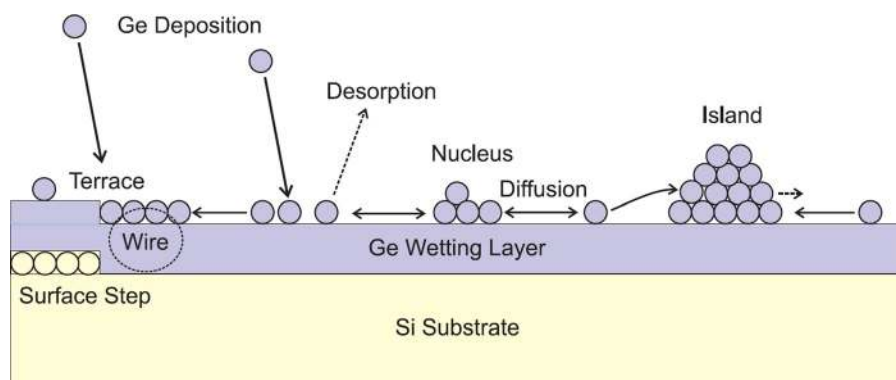 Ge Deposition
Desorption
Island
Nucleus
Terrace
Diffusion
Wire
Ge Wetting Layer
Surface Step
Si Substrate